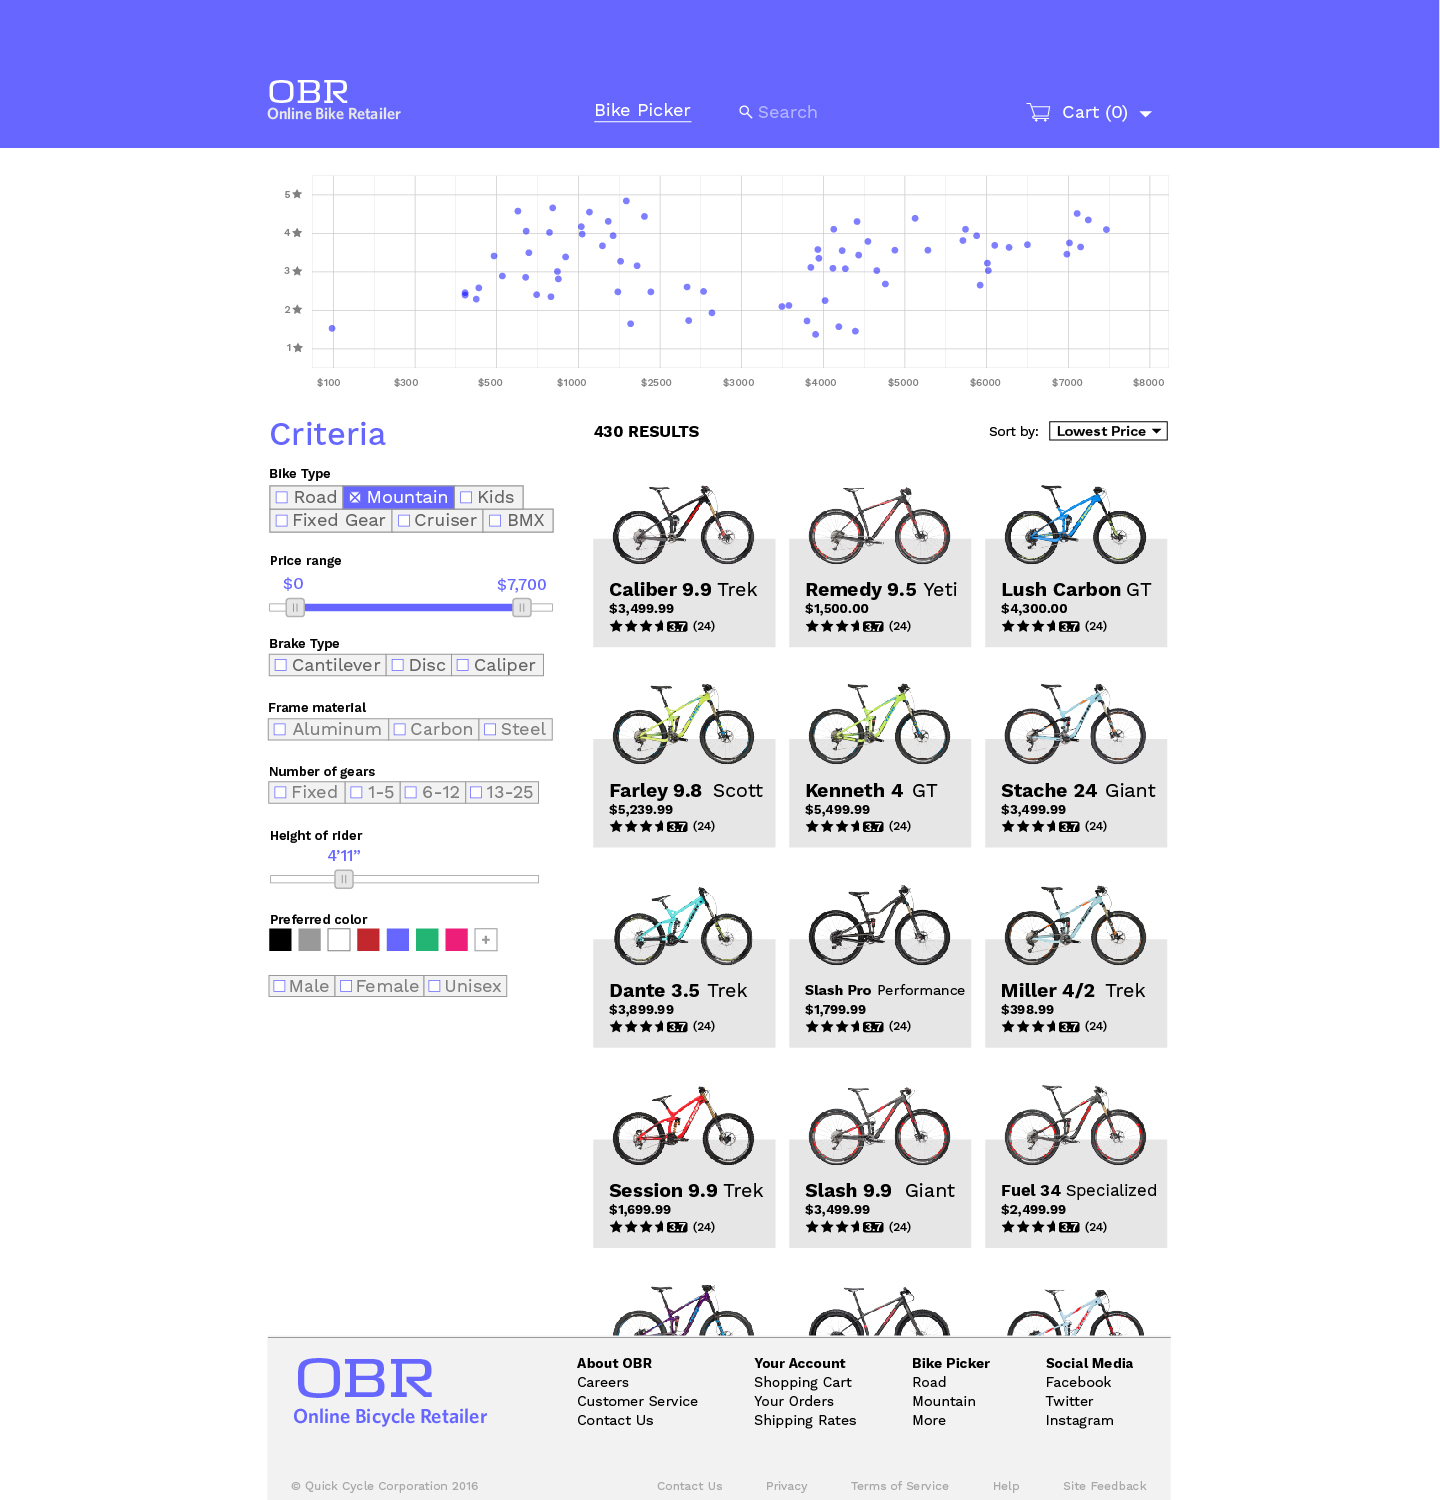 OBR
Online Bike Retailer
Bike Picker
Search
Cart (0)
5★
4★
3★
2★
1★
$100 $300 $500 $1000 $2500 $3000 $4000 $5000 $6000 $7000 $8000
Criteria
Bike Type
Road Mountain Kids
Fixed Gear Cruiser BMX
Price range
$0 $7,700
Brake Type
Cantilever Disc Caliper
Frame material
Aluminum Carbon Steel
Number of gears
Fixed 1-5 6-12 13-25
Height of rider
4’11”
Preferred color
+
Male Female Unisex
430 RESULTS
Sort by: Lowest Price
Caliber 9.9 Trek
$3,499.99
3.7 (24)
Remedy 9.5 Yeti
$1,500.00
3.7 (24)
Lush Carbon GT
$4,300.00
3.7 (24)
Farley 9.8 Scott
$5,239.99
3.7 (24)
Kenneth 4 GT
$5,499.99
3.7 (24)
Stache 24 Giant
$3,499.99
3.7 (24)
Dante 3.5 Trek
$3,899.99
3.7 (24)
Slash Pro Performance
$1,799.99
3.7 (24)
Miller 4/2 Trek
$398.99
3.7 (24)
Session 9.9 Trek
$1,699.99
3.7 (24)
Slash 9.9 Giant
$3,499.99
3.7 (24)
Fuel 34 Specialized
$2,499.99
3.7 (24)
OBR
Online Bicycle Retailer
About OBR
Careers
Customer Service
Contact Us
Your Account
Shopping Cart
Your Orders
Shipping Rates
Bike Picker
Road
Mountain
More
Social Media
Facebook
Twitter
Instagram
© Quick Cycle Corporation 2016
Contact Us Privacy Terms of Service Help Site Feedback